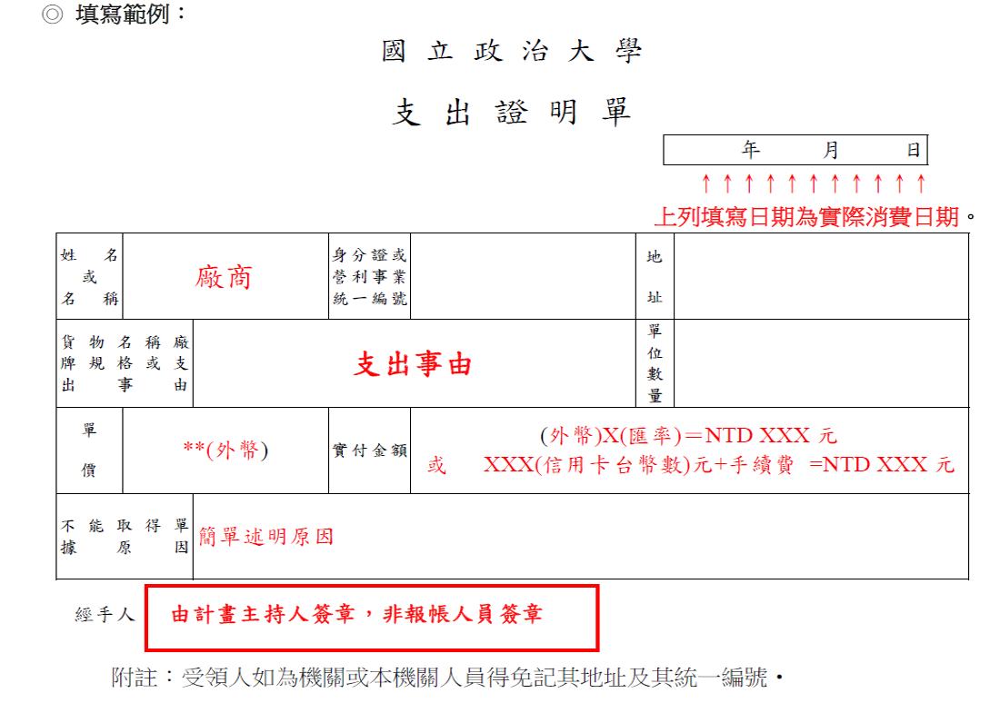 ◎ 填寫範例：
國立政治大學
支出證明單
年 月 日
↑↑↑↑↑↑↑↑↑↑↑
上列填寫日期為實際消費日期。
姓名或名稱
廠商
身分證或營利事業統一編號
地址
貨物名稱廠牌規格或支出事由
支出事由
單位數量
單價
**(外幣)
實付金額
(外幣)X(匯率)＝NTD XXX 元
或 XXX(信用卡台幣數)元+手續費 =NTD XXX 元
不能取得單據原因
簡單述明原因
經手人
由計畫主持人簽章，非報帳人員簽章
附註：受領人如為機關或本機關人員得免記其地址及其統一編號．